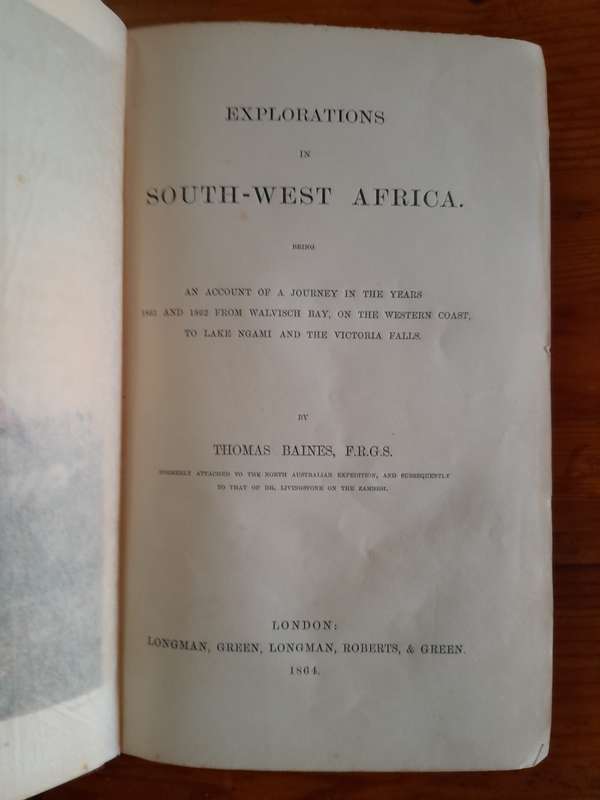 EXPLORATIONS
IN
SOUTH-WEST AFRICA.
BEING
AN ACCOUNT OF A JOURNEY IN THE YEARS
1861 AND 1862 FROM WALVISCH BAY, ON THE WESTERN COAST,
TO LAKE NGAMI AND THE VICTORIA FALLS.
BY
THOMAS BAINES, F.R.G.S.
FORMERLY ATTACHED TO THE NORTH AUSTRALIAN EXPEDITION, AND SUBSEQUENTLY
TO THAT OF DR. LIVINGSTONE ON THE ZAMBESI.
LONDON:
LONGMAN, GREEN, LONGMAN, ROBERTS, & GREEN.
1864.